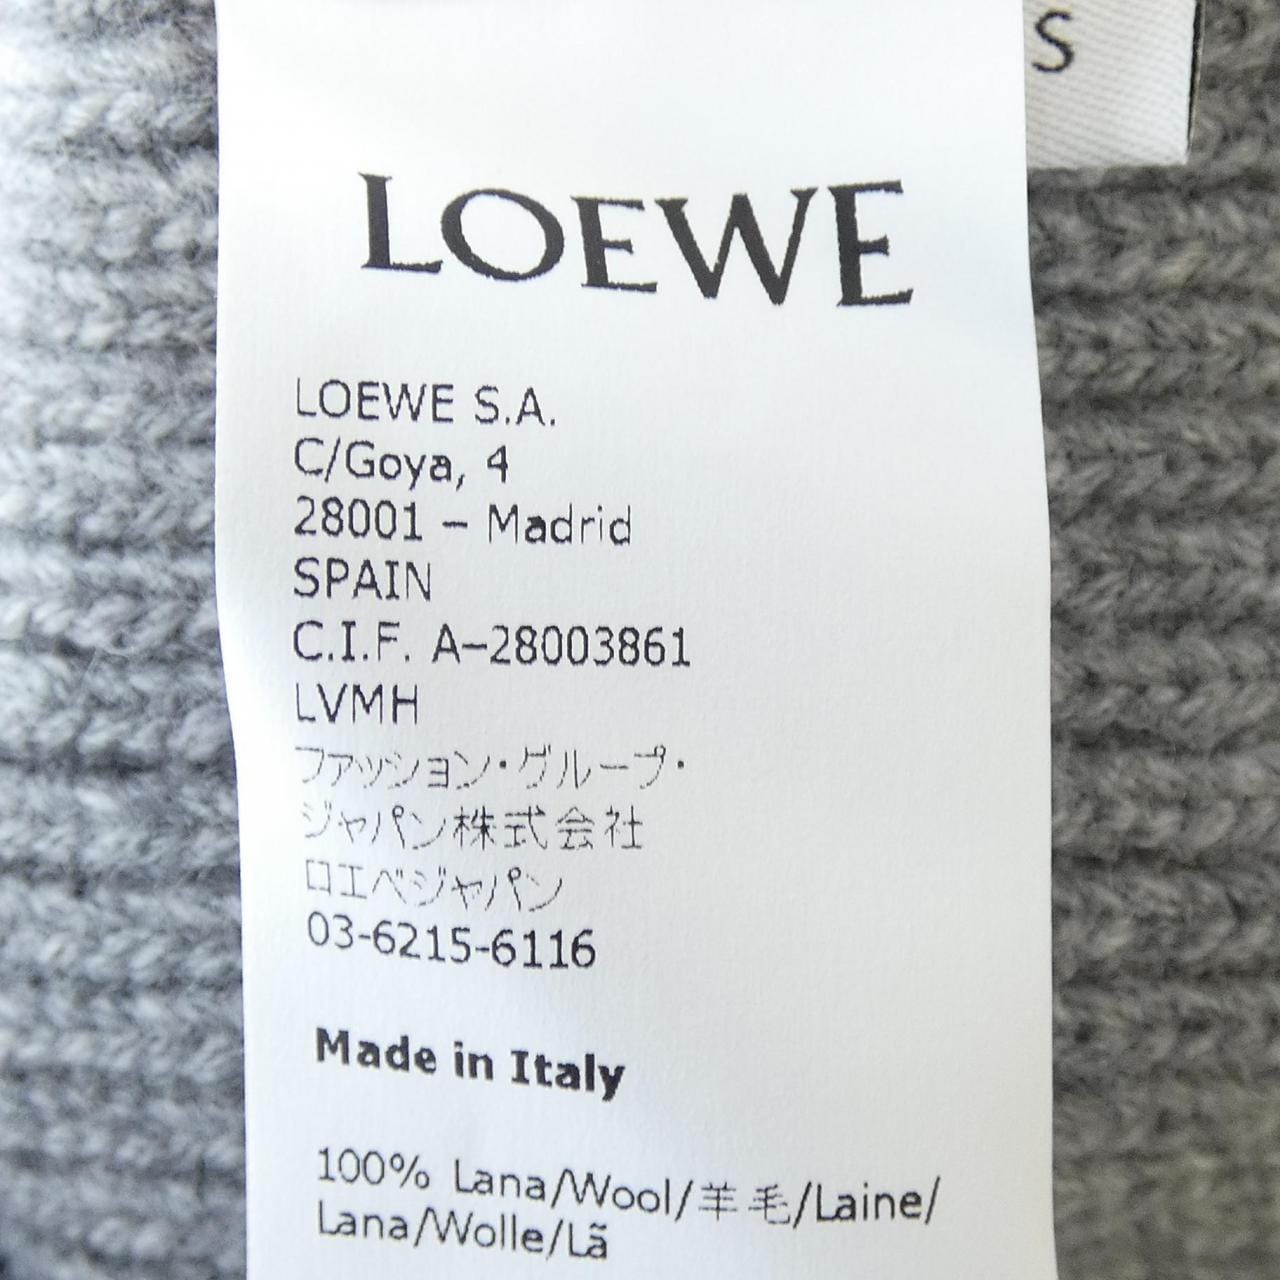 S
LOEWE
LOEWE S.A.
C/Goya, 4
28001 – Madrid
SPAIN
C.I.F. A–28003861
LVMH
ファッション・グループ・
ジャパン株式会社
ロエベジャパン
03-6215-6116
Made in Italy
100% Lana/Wool/羊毛/Laine/
Lana/Wolle/Lã